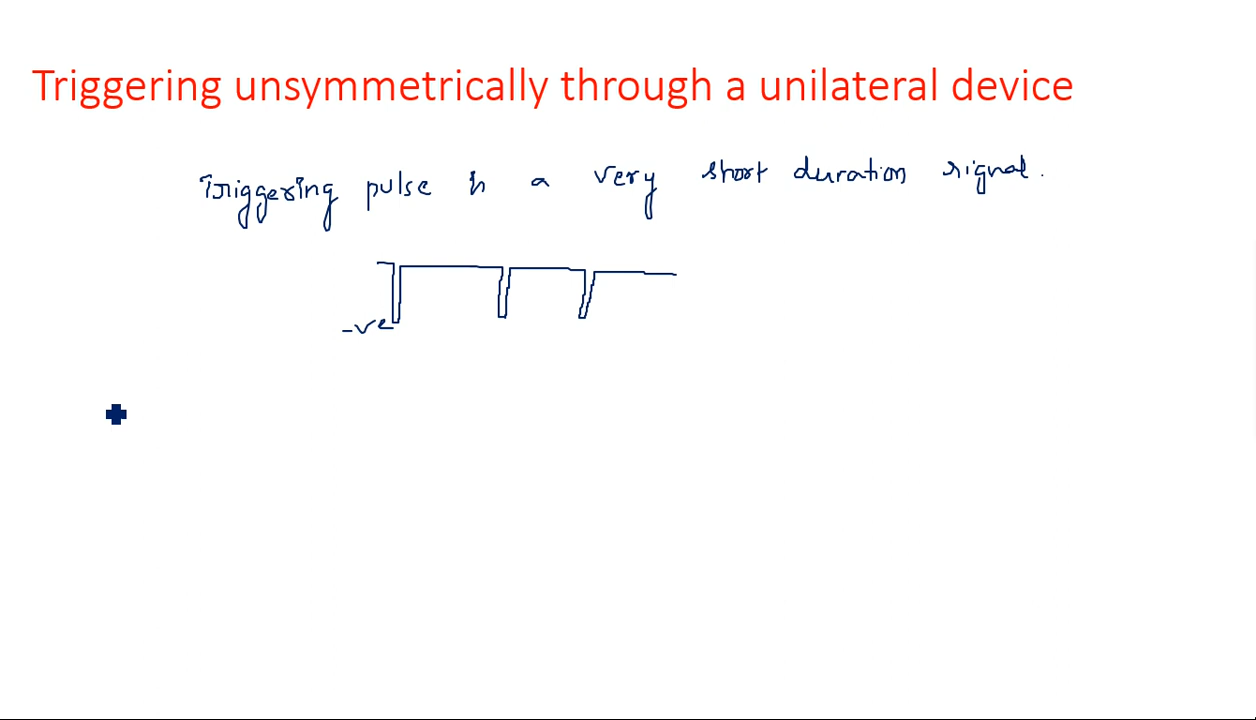 Triggering unsymmetrically through a unilateral device
Triggering pulse is a very short duration signal.
-ve